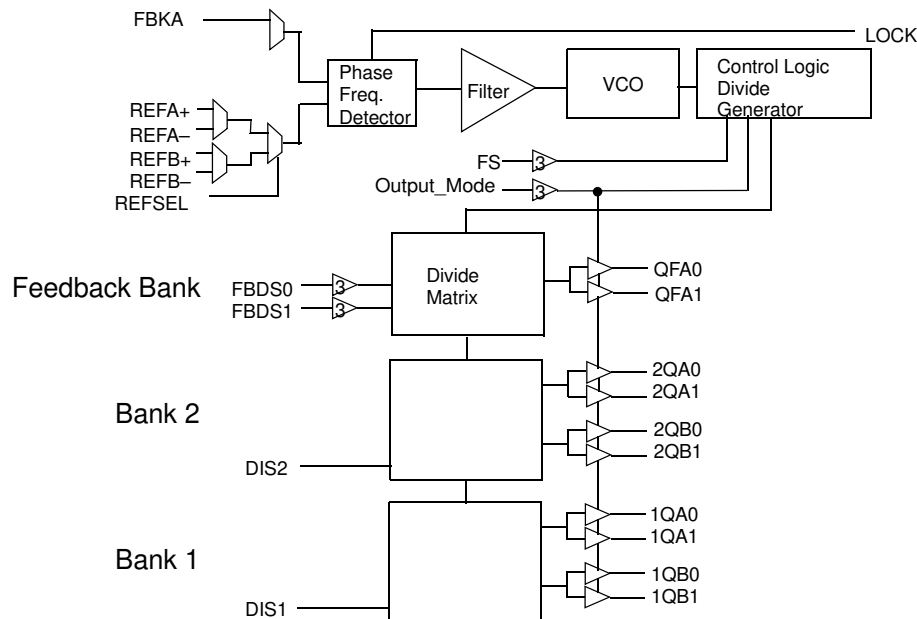 FBKA
LOCK
Phase
Freq.
Detector
Filter
VCO
Control Logic
Divide
Generator
REFA+
REFA–
REFB+
REFB–
REFSEL
FS
3
Output_Mode
3
Feedback Bank
FBDS0
3
FBDS1
3
Divide
Matrix
QFA0
QFA1
Bank 2
2QA0
2QA1
2QB0
2QB1
DIS2
Bank 1
1QA0
1QA1
1QB0
1QB1
DIS1